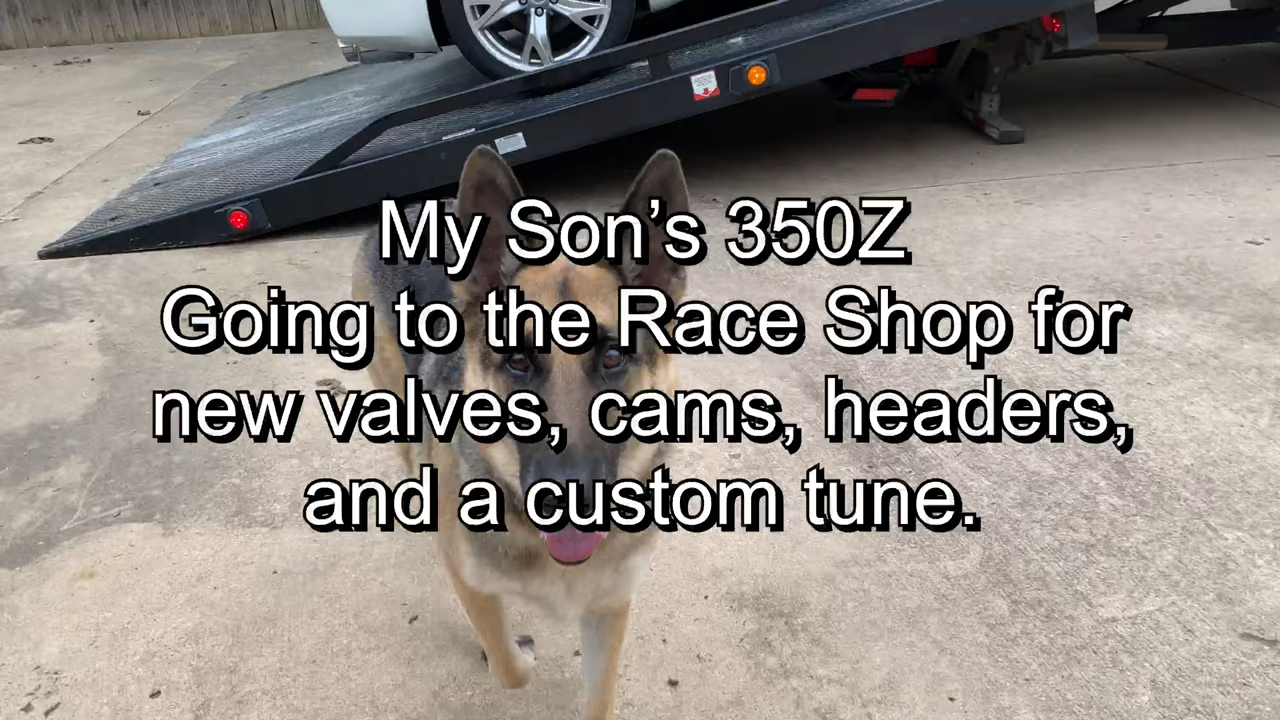 My Son’s 350Z
Going to the Race Shop for
new valves, cams, headers,
and a custom tune.